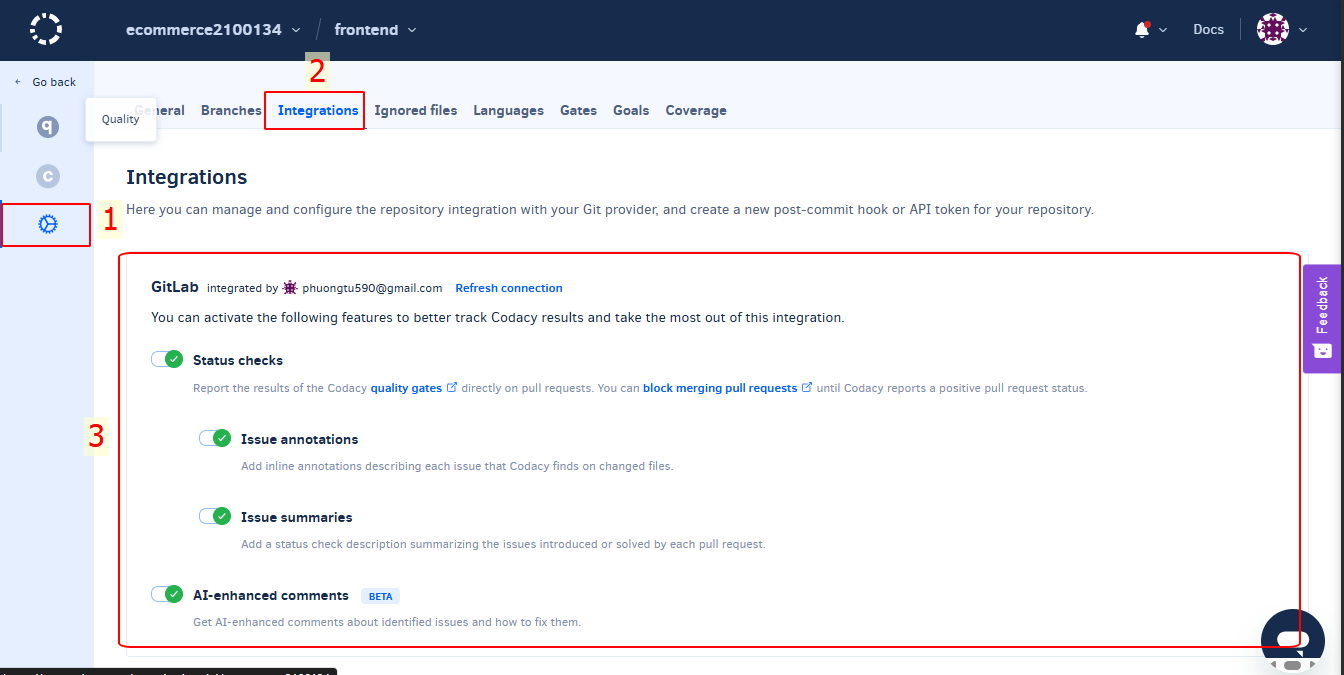 ecommerce2100134 / frontend
Docs
2
Go back
Quality
General Branches Integrations Ignored files Languages Gates Goals Coverage
Integrations
1
Here you can manage and configure the repository integration with your Git provider, and create a new post-commit hook or API token for your repository.
GitLab integrated by phuongtu590@gmail.com Refresh connection
You can activate the following features to better track Codacy results and take the most out of this integration.
Status checks
Report the results of the Codacy quality gates directly on pull requests. You can block merging pull requests until Codacy reports a positive pull request status.
3
Issue annotations
Add inline annotations describing each issue that Codacy finds on changed files.
Issue summaries
Add a status check description summarizing the issues introduced or solved by each pull request.
AI-enhanced comments BETA
Get AI-enhanced comments about identified issues and how to fix them.
Feedback